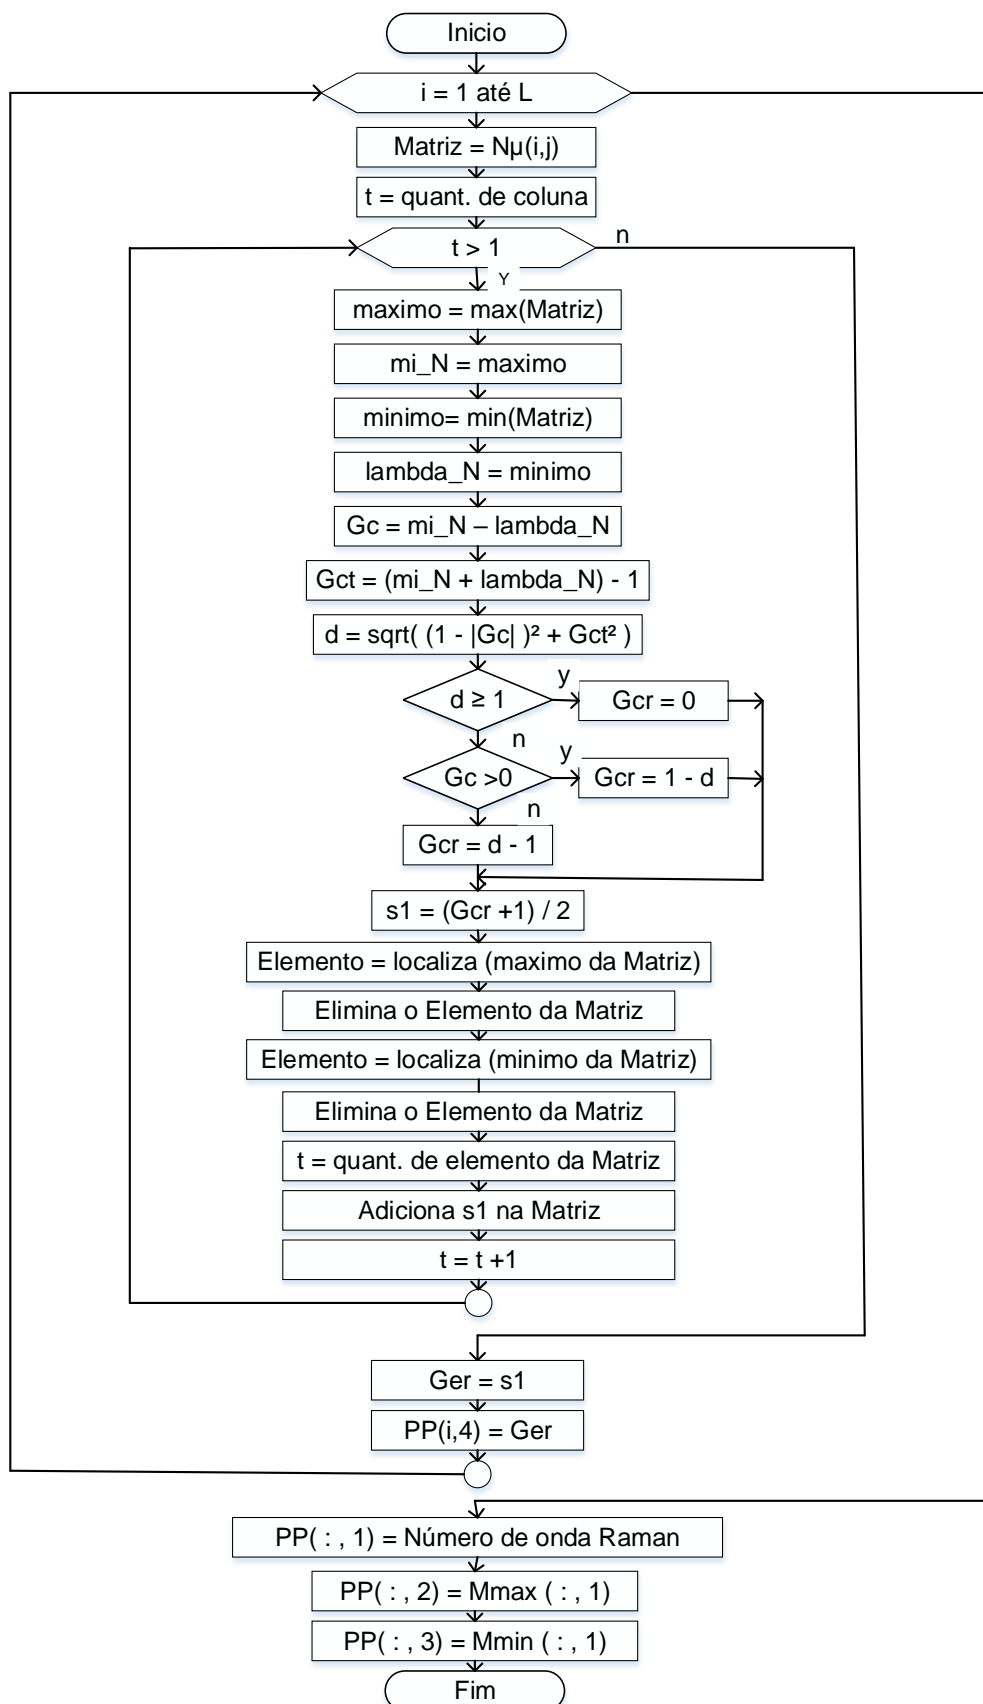 Inicio
i = 1 até L
Matriz = Nµ(i,j)
t = quant. de coluna
t > 1
n
Y
maximo = max(Matriz)
mi_N = maximo
minimo= min(Matriz)
lambda_N = minimo
Gc = mi_N – lambda_N
Gct = (mi_N + lambda_N) - 1
d = sqrt( (1 - |Gc| )² + Gct² )
d ≥ 1
y
Gcr = 0
n
Gc >0
y
Gcr = 1 - d
n
Gcr = d - 1
s1 = (Gcr +1) / 2
Elemento = localiza (maximo da Matriz)
Elimina o Elemento da Matriz
Elemento = localiza (minimo da Matriz)
Elimina o Elemento da Matriz
t = quant. de elemento da Matriz
Adiciona s1 na Matriz
t = t +1
Ger = s1
PP(i,4) = Ger
PP( : , 1) = Número de onda Raman
PP( : , 2) = Mmax ( : , 1)
PP( : , 3) = Mmin ( : , 1)
Fim